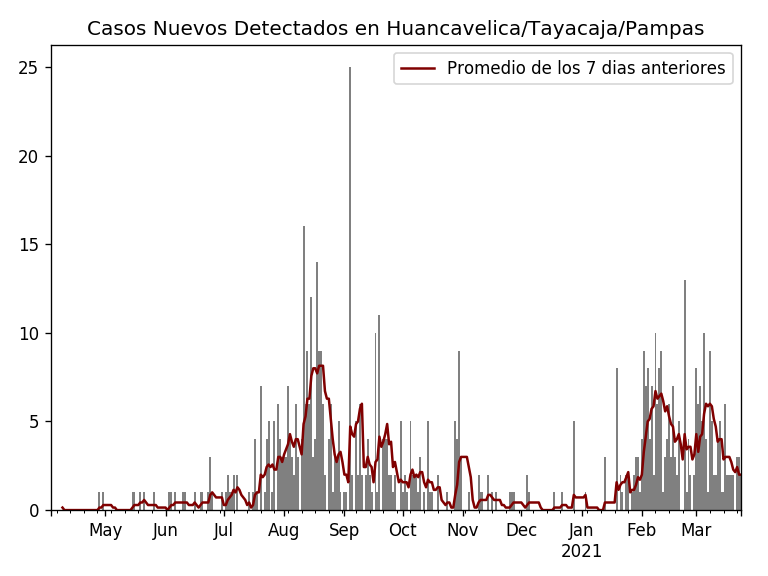 Casos Nuevos Detectados en Huancavelica/Tayacaja/Pampas
Promedio de los 7 dias anteriores
25
20
15
10
5
0
May Jun Jul Aug Sep Oct Nov Dec Jan Feb Mar
2021